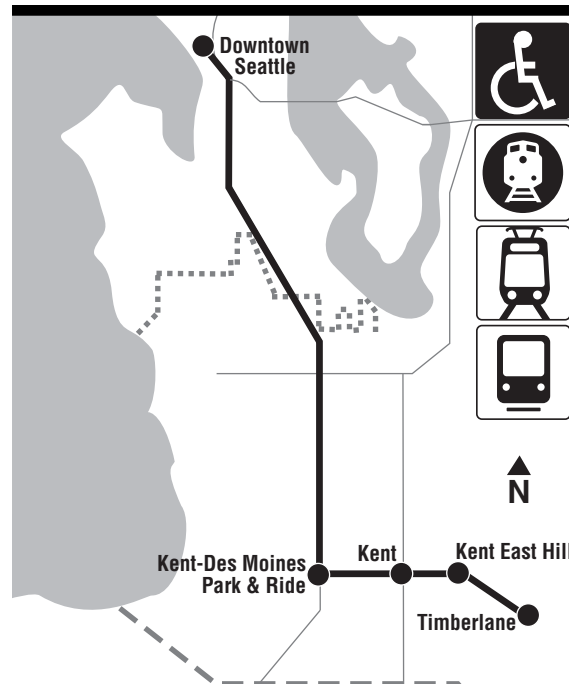 Downtown
Seattle
N
Kent-Des Moines
Park & Ride
Kent
Kent East Hill
Timberlane